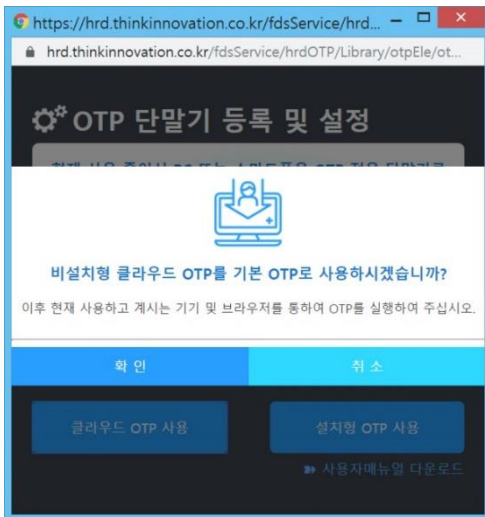 https://hrd.thinkinnovation.co.kr/fdsService/hrd...
hrd.thinkinnovation.co.kr/fdsService/hrdOTP/Library/otpEle/ot...
OTP 단말기 등록 및 설정
비설치형 클라우드 OTP를 기본 OTP로 사용하시겠습니까?
이후 현재 사용하고 계시는 기기 및 브라우저를 통하여 OTP를 실행하여 주십시오.
확 인
취 소
클라우드 OTP 사용
설치형 OTP 사용
사용자매뉴얼 다운로드